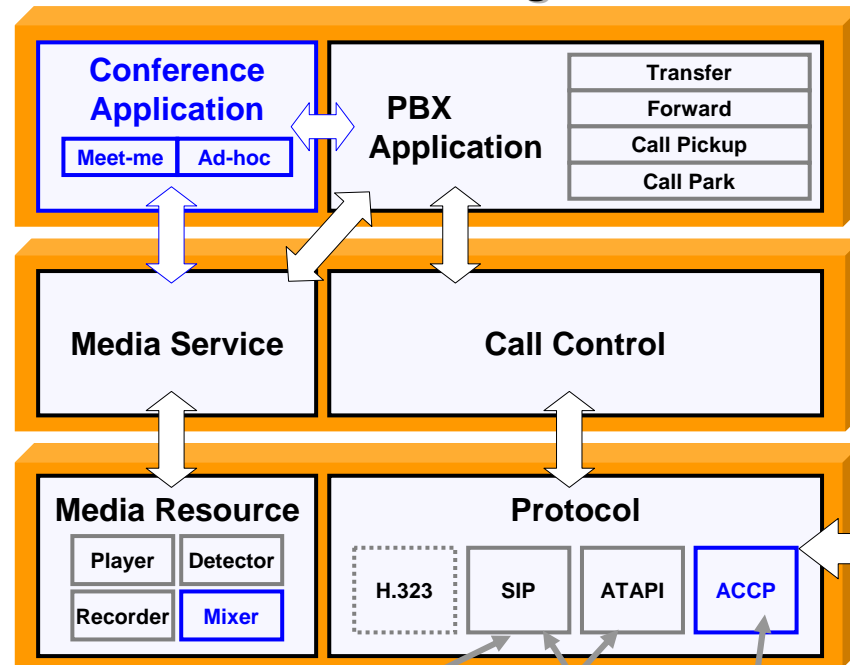 Conference
Application
Meet-me
Ad-hoc
PBX
Application
Transfer
Forward
Call Pickup
Call Park
Media Service
Call Control
Media Resource
Player
Detector
Recorder
Mixer
Protocol
H.323
SIP
ATAPI
ACCP